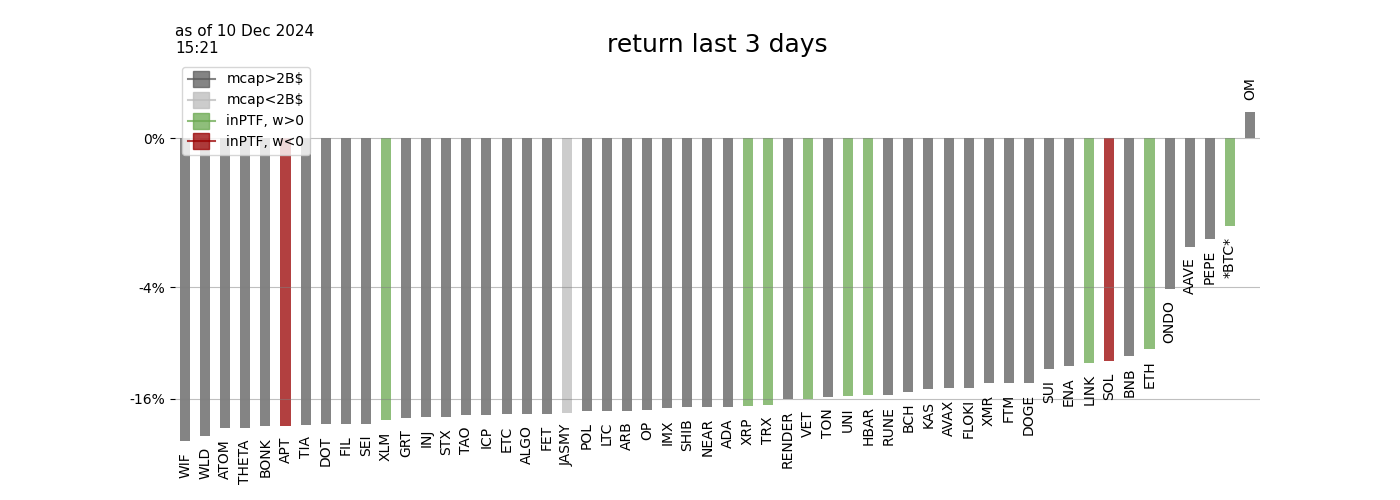 as of 10 Dec 2024
15:21
return last 3 days
mcap>2B$
mcap<2B$
inPTF, w>0
inPTF, w<0
0%
-4%
-16%
WIF
WLD
ATOM
THETA
BONK
APT
TIA
DOT
FIL
SEI
XLM
GRT
INJ
STX
TAO
ICP
ETC
ALGO
FET
JASMY
POL
LTC
ARB
OP
IMX
SHIB
NEAR
ADA
XRP
TRX
RENDER
VET
TON
UNI
HBAR
RUNE
BCH
KAS
AVAX
FLOKI
XMR
FTM
DOGE
SUI
ENA
LINK
SOL
BNB
ETH
ONDO
AAVE
PEPE
*BTC*
OM